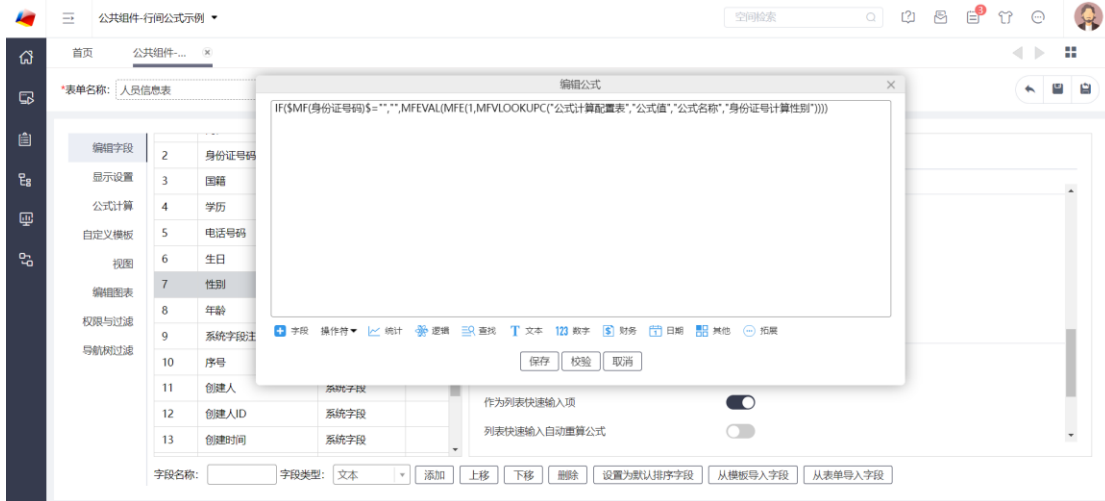 公共组件-行间公式示例
空间检索
3
首页 公共组件-...
*表单名称: 人员信息表
编辑公式
IF($MF(身份证号码)$="","",MFEVAL(MFE(1,MFVLOOKUPC("公式计算配置表","公式值","公式名称","身份证号计算性别"))))
编辑字段
显示设置
公式计算
自定义模板
视图
编辑图表
权限与过滤
导航树过滤
2 身份证号码
3 国籍
4 学历
5 电话号码
6 生日
7 性别
8 年龄
9 系统字段注
10 序号
11 创建人 系统字段
12 创建人ID 系统字段
13 创建时间 系统字段
字段 操作符 统计 逻辑 查找 文本 123 数字 财务 日期 其他 拓展
保存 校验 取消
作为列表快速输入项
列表快速输入自动重算公式
字段名称: 字段类型: 文本 添加 上移 下移 删除 设置为默认排序字段 从模板导入字段 从表单导入字段